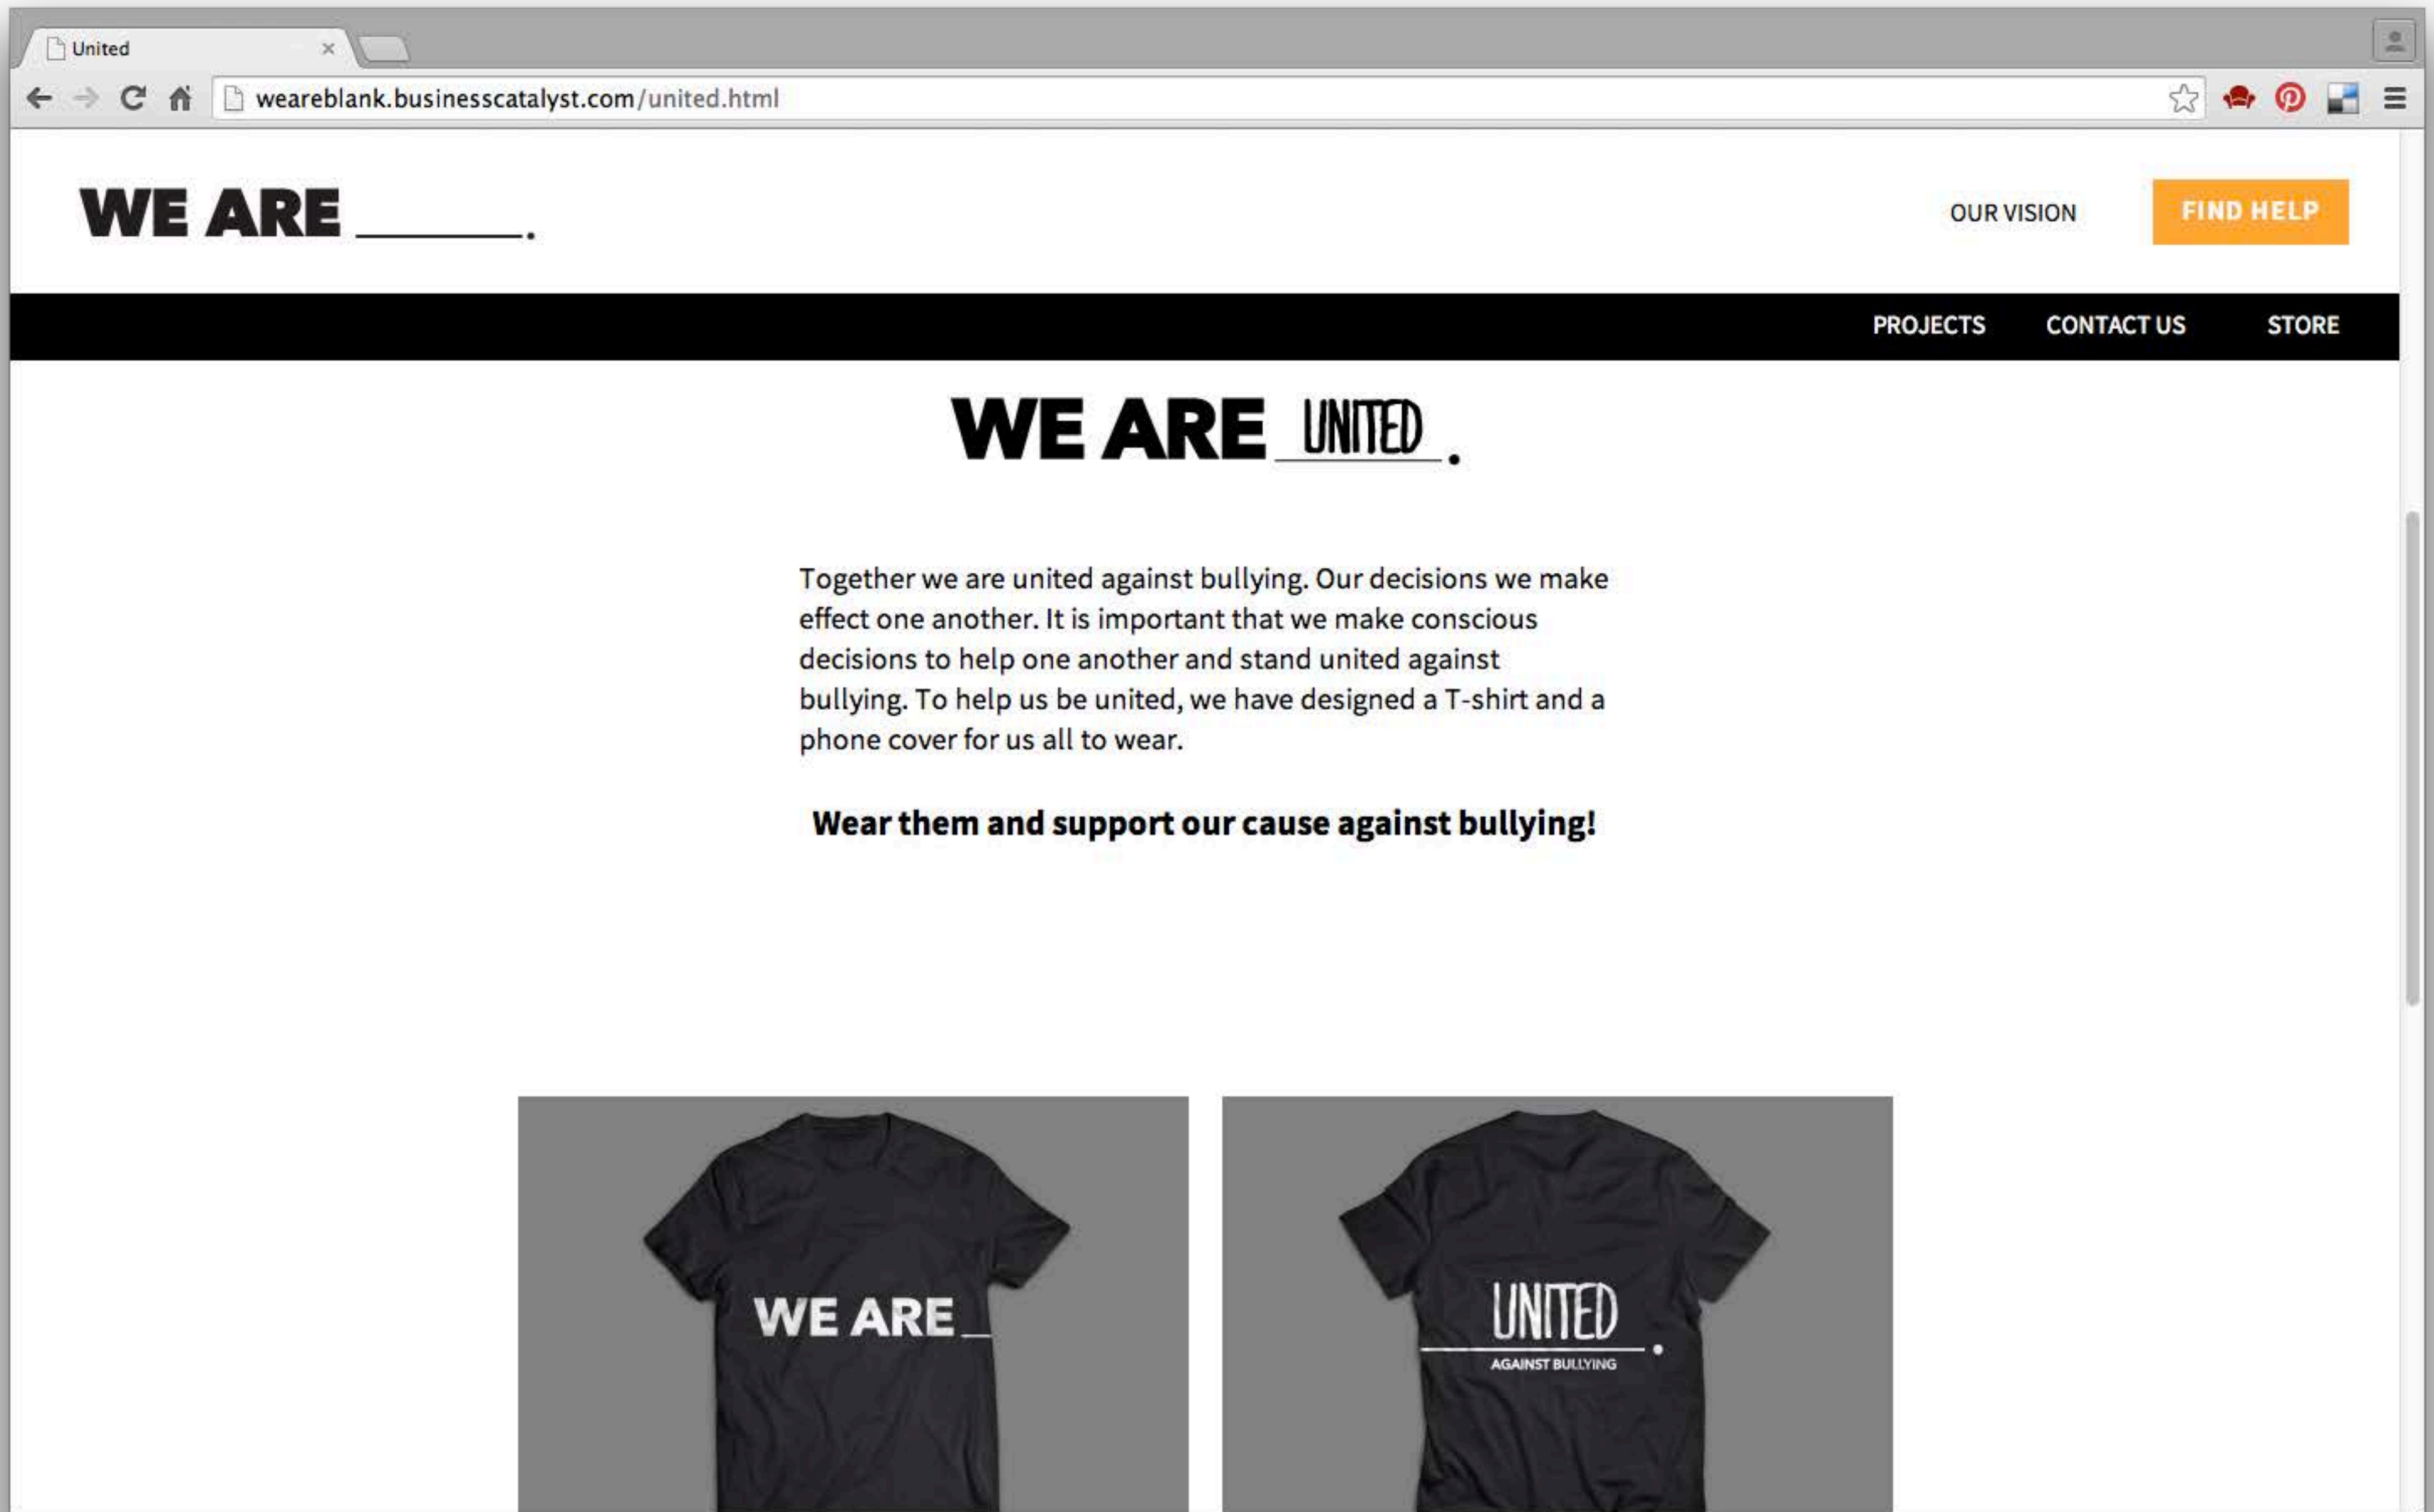 United
weareblank.businesscatalyst.com/united.html
WE ARE ______.
OUR VISION
FIND HELP
PROJECTS
CONTACT US
STORE
WE ARE UNITED.
Together we are united against bullying. Our decisions we make
effect one another. It is important that we make conscious
decisions to help one another and stand united against
bullying. To help us be united, we have designed a T-shirt and a
phone cover for us all to wear.
Wear them and support our cause against bullying!
WE ARE_
UNITED.
AGAINST BULLYING